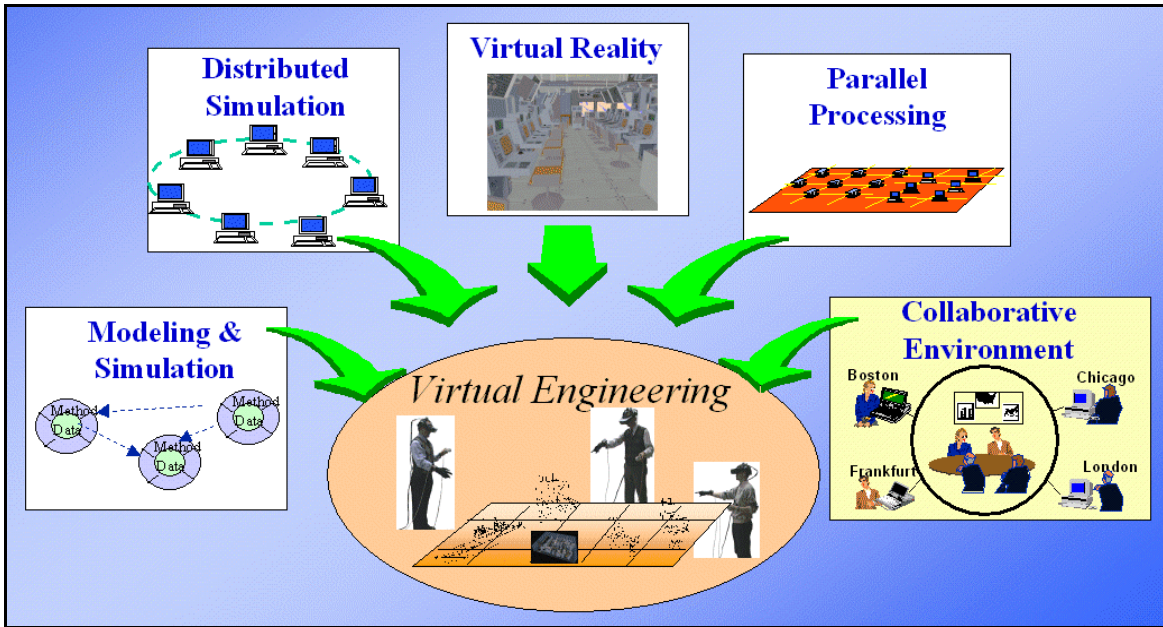 Distributed
Simulation
Virtual Reality
Parallel
Processing
Modeling &
Simulation
Method
Data
Method
Data
Method
Data
Virtual Engineering
Collaborative
Environment
Boston
Chicago
Frankfurt
London